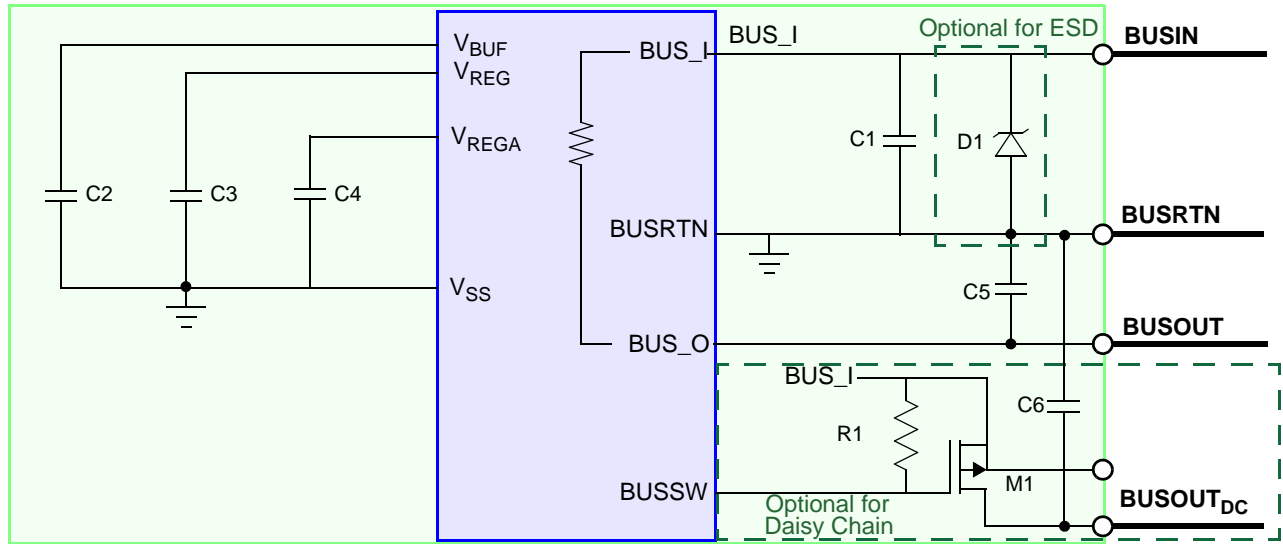 V_BUF
V_REG
V_REGA
V_SS
C2
C3
C4
BUS_I
BUSRTN
BUS_O
BUSSW
BUS_I
Optional for ESD
C1
D1
C5
BUSIN
BUSRTN
BUSOUT
BUS_I
R1
C6
M1
Optional for
Daisy Chain
BUSOUT_DC